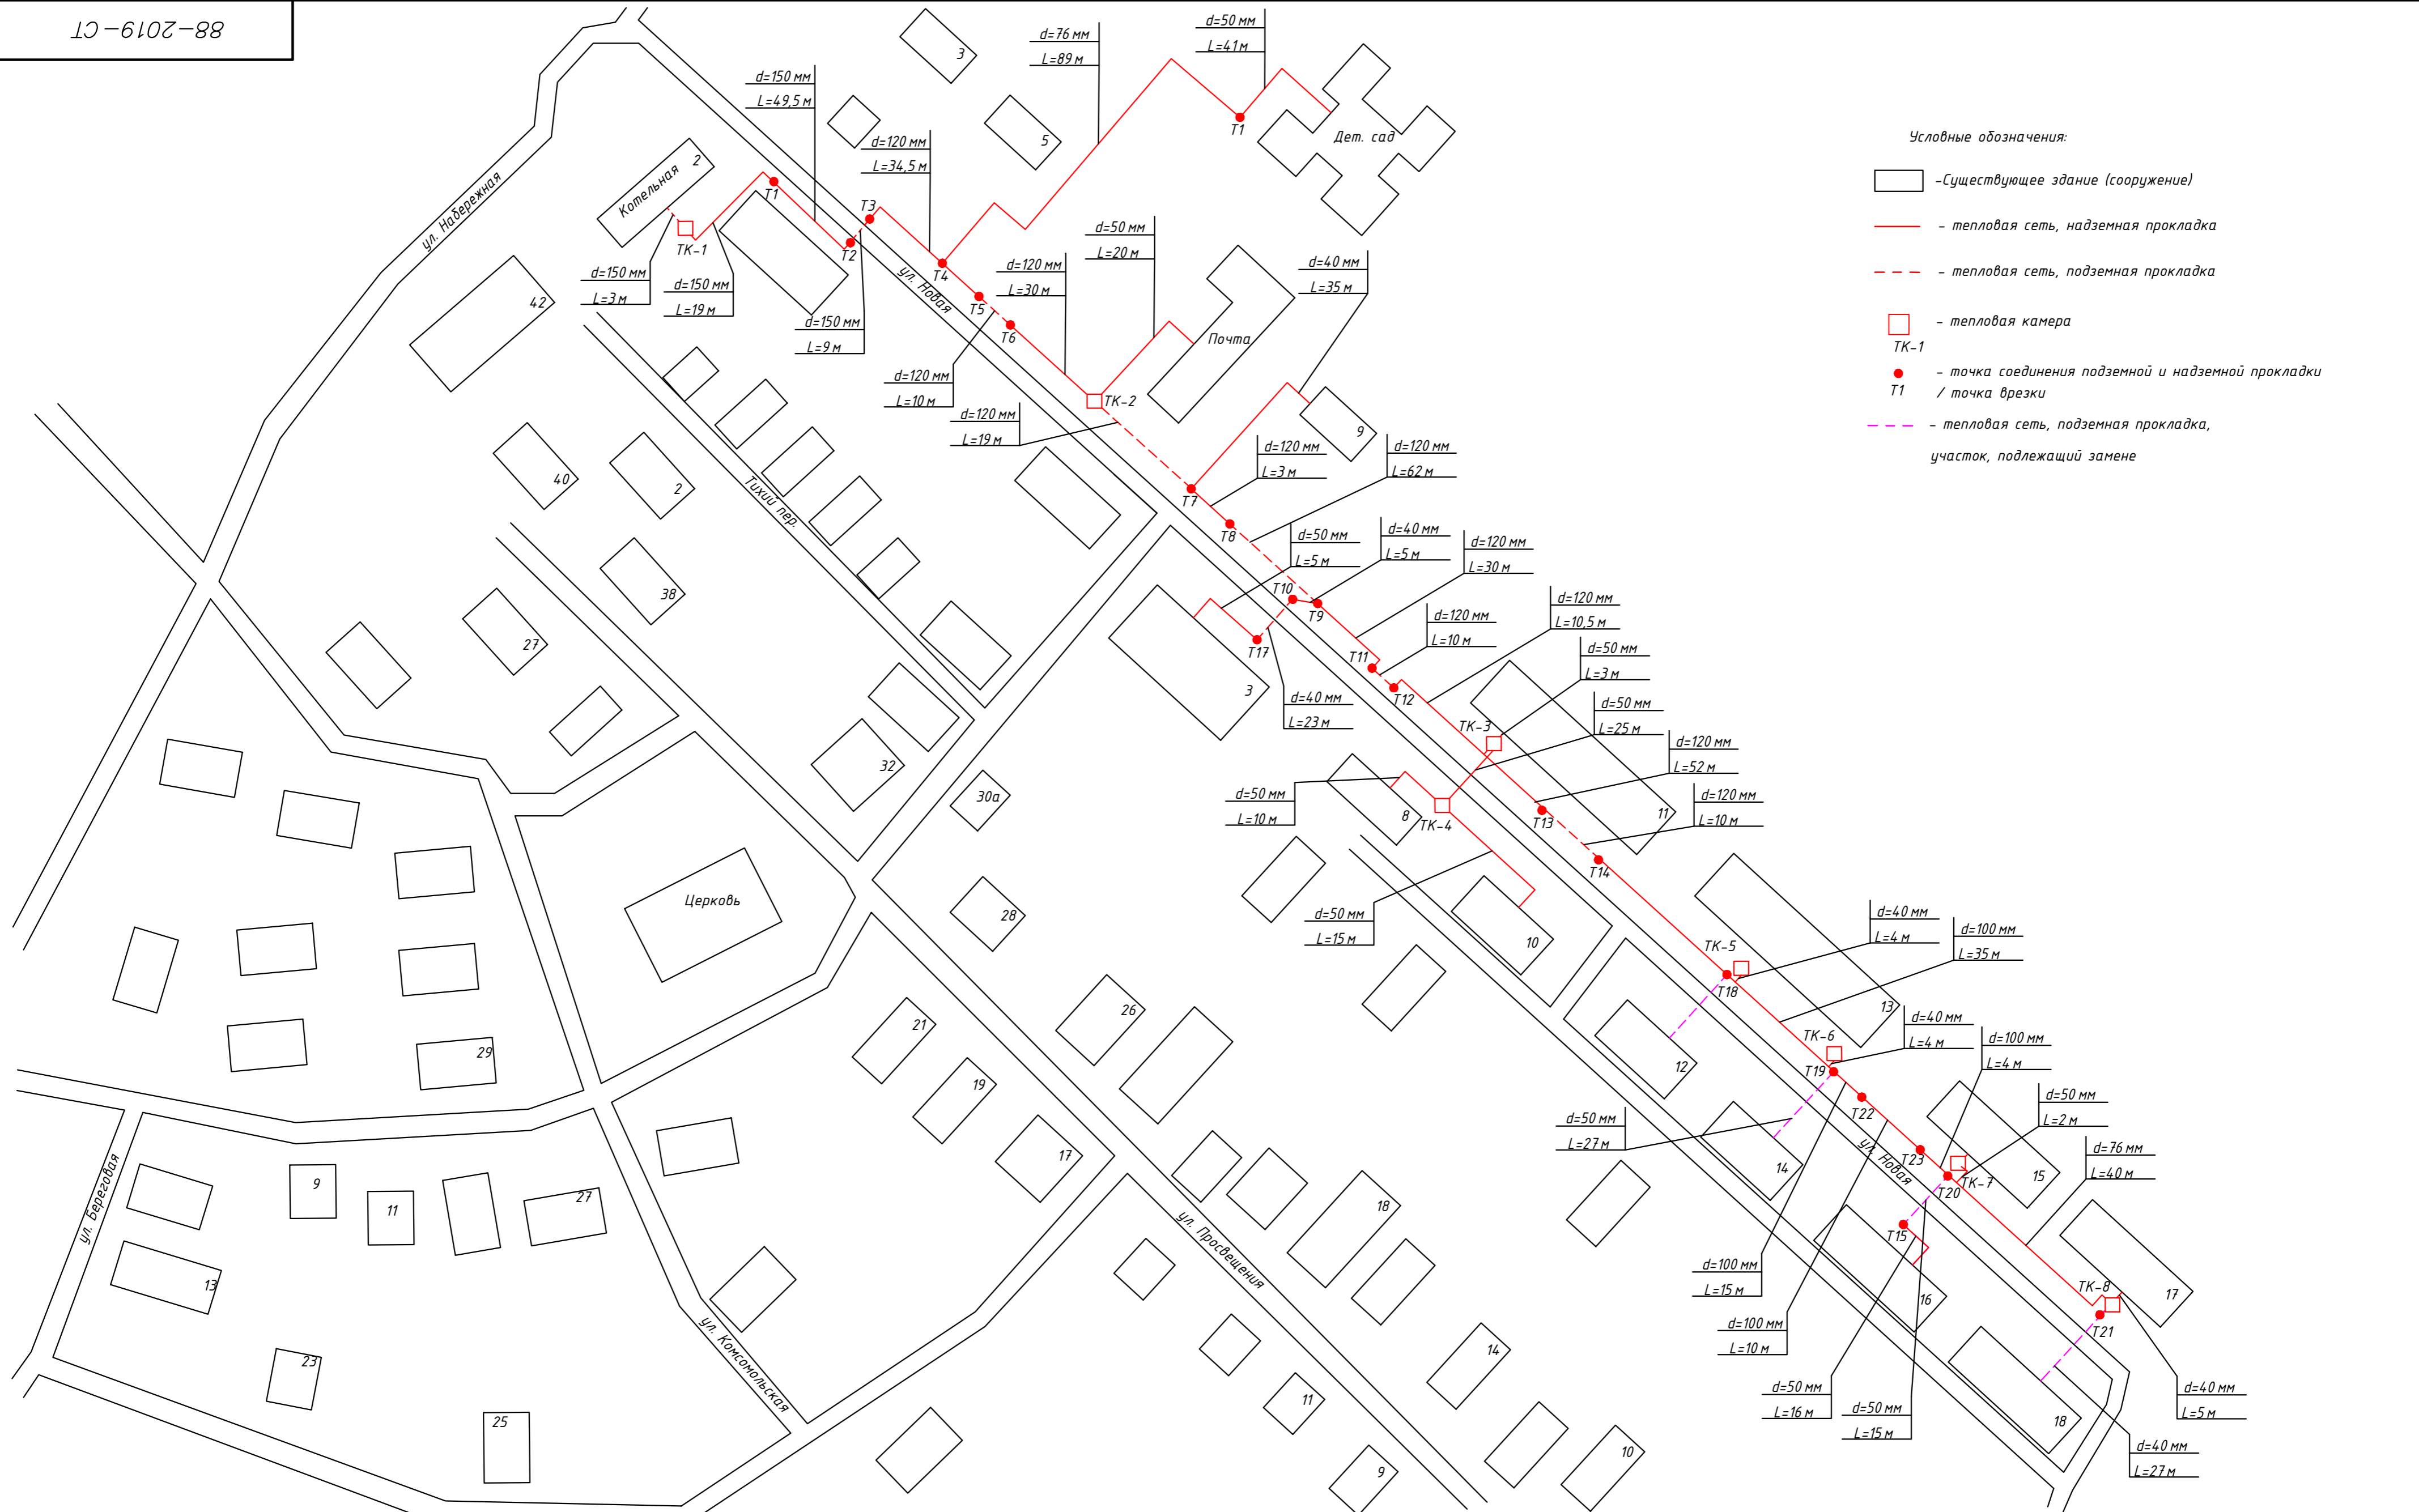 88-2019-СТ
d=50 мм
L=41 м
d=76 мм
L=89 м
3
d=150 мм
L=49,5 м
5
Т1
Дет. сад
Условные обозначения:
d=120 мм
L=34,5 м
Котельная
2
-Существующее здание (сооружение)
ул. Набережная
Т1
Т3
- тепловая сеть, надземная прокладка
ТК-1
Т2
d=50 мм
L=20 м
Т4
ул. Новая
d=120 мм
L=30 м
d=40 мм
L=35 м
- тепловая сеть, подземная прокладка
d=150 мм
L=3 м
d=150 мм
L=19 м
42
Т5
d=150 мм
L=9 м
Т6
Почта
- тепловая камера
ТК-1
d=120 мм
L=10 м
- точка соединения подземной и надземной прокладки
Т1
/ точка врезки
ТК-2
d=120 мм
L=19 м
9
- тепловая сеть, подземная прокладка,
участок, подлежащий замене
d=120 мм
L=3 м
d=120 мм
L=62 м
40
2
Тихий пер.
Т7
Т8
d=50 мм
L=5 м
d=40 мм
L=5 м
d=120 мм
L=30 м
38
Т10
Т9
d=120 мм
L=10,5 м
d=120 мм
L=10 м
27
Т17
Т11
d=50 мм
L=3 м
3
d=40 мм
L=23 м
Т12
d=50 мм
L=25 м
ТК-3
d=120 мм
L=52 м
32
30а
d=50 мм
L=10 м
8
ТК-4
Т13
11
d=120 мм
L=10 м
Т14
Церковь
28
d=50 мм
L=15 м
10
d=40 мм
L=4 м
d=100 мм
L=35 м
ТК-5
Т18
26
21
13
d=40 мм
L=4 м
ТК-6
d=100 мм
L=4 м
29
19
12
Т19
Т22
d=50 мм
L=2 м
d=50 мм
L=27 м
ул. Новая
Т23
d=76 мм
L=40 м
17
14
15
ТК-7
Т20
ул. Береговая
9
11
27
18
ул. Просвещения
Т15
13
d=100 мм
L=15 м
16
ТК-8
17
d=100 мм
L=10 м
Т21
ул. Комсомольская
23
14
d=50 мм
L=16 м
d=50 мм
L=15 м
d=40 мм
L=5 м
11
25
18
10
d=40 мм
L=27 м
9